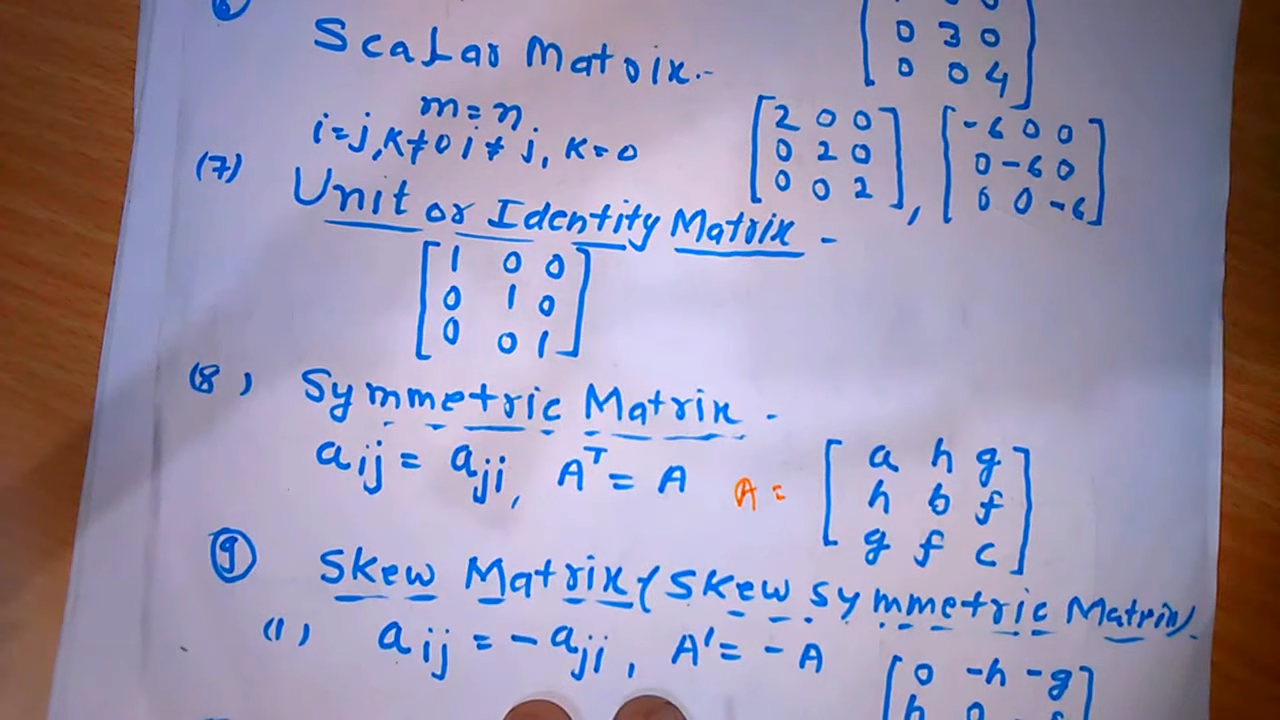 0 3 0
0 0 4
Scalar Matrix.-
m = n
i=j, K≠0 i ≠ j, K=0
[2 0 0
0 2 0
0 0 2],
[-6 0 0
0 -6 0
0 0 -6]
(7) Unit or Identity Matrix -
[1 0 0
0 1 0
0 0 1]
(8) Symmetric Matrix -
aij = aji, A^T = A A =
[a h g
h b f
g f c]
(9) Skew Matrix (Skew symmetric Matrix)
(1) aij = -aji, A' = -A
[0 -h -g]
h 0